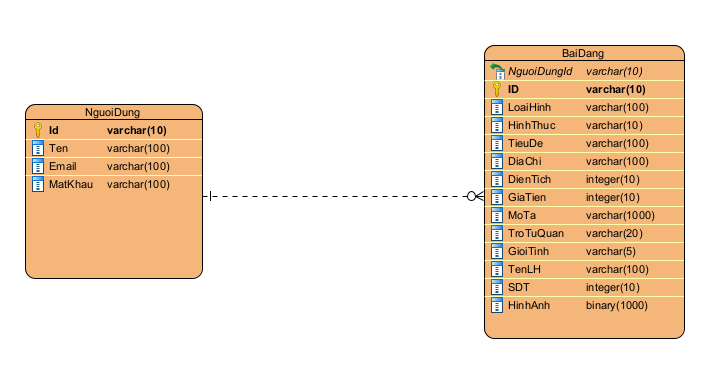 NguoiDung
Id varchar(10)
Ten varchar(100)
Email varchar(100)
MatKhau varchar(100)
BaiDang
NguoiDungId varchar(10)
ID varchar(10)
LoaiHinh varchar(100)
HinhThuc varchar(10)
TieuDe varchar(100)
DiaChi varchar(100)
DienTich integer(10)
GiaTien integer(10)
MoTa varchar(1000)
TroTuQuan varchar(20)
GioiTinh varchar(5)
TenLH varchar(100)
SDT integer(10)
HinhAnh binary(1000)